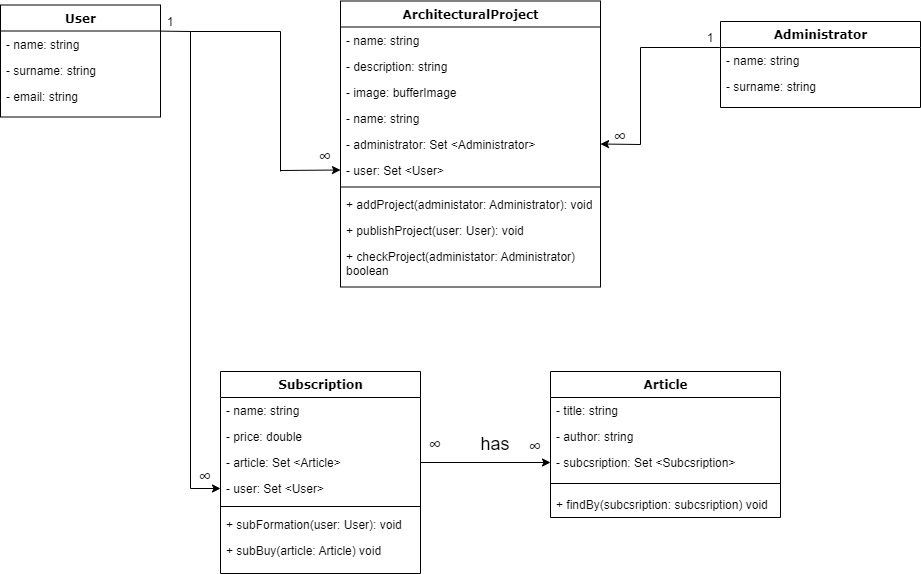 User
- name: string
- surname: string
- email: string
1
∞
ArchitecturalProject
- name: string
- description: string
- image: bufferImage
- name: string
- administrator: Set <Administrator>
- user: Set <User>
+ addProject(administator: Administrator): void
+ publishProject(user: User): void
+ checkProject(administator: Administrator)
boolean
1
∞
Administrator
- name: string
- surname: string
∞
Subscription
- name: string
- price: double
- article: Set <Article>
- user: Set <User>
+ subFormation(user: User): void
+ subBuy(article: Article) void
∞
has
∞
Article
- title: string
- author: string
- subcsription: Set <Subcsription>
+ findBy(subcsription: subcsription) void